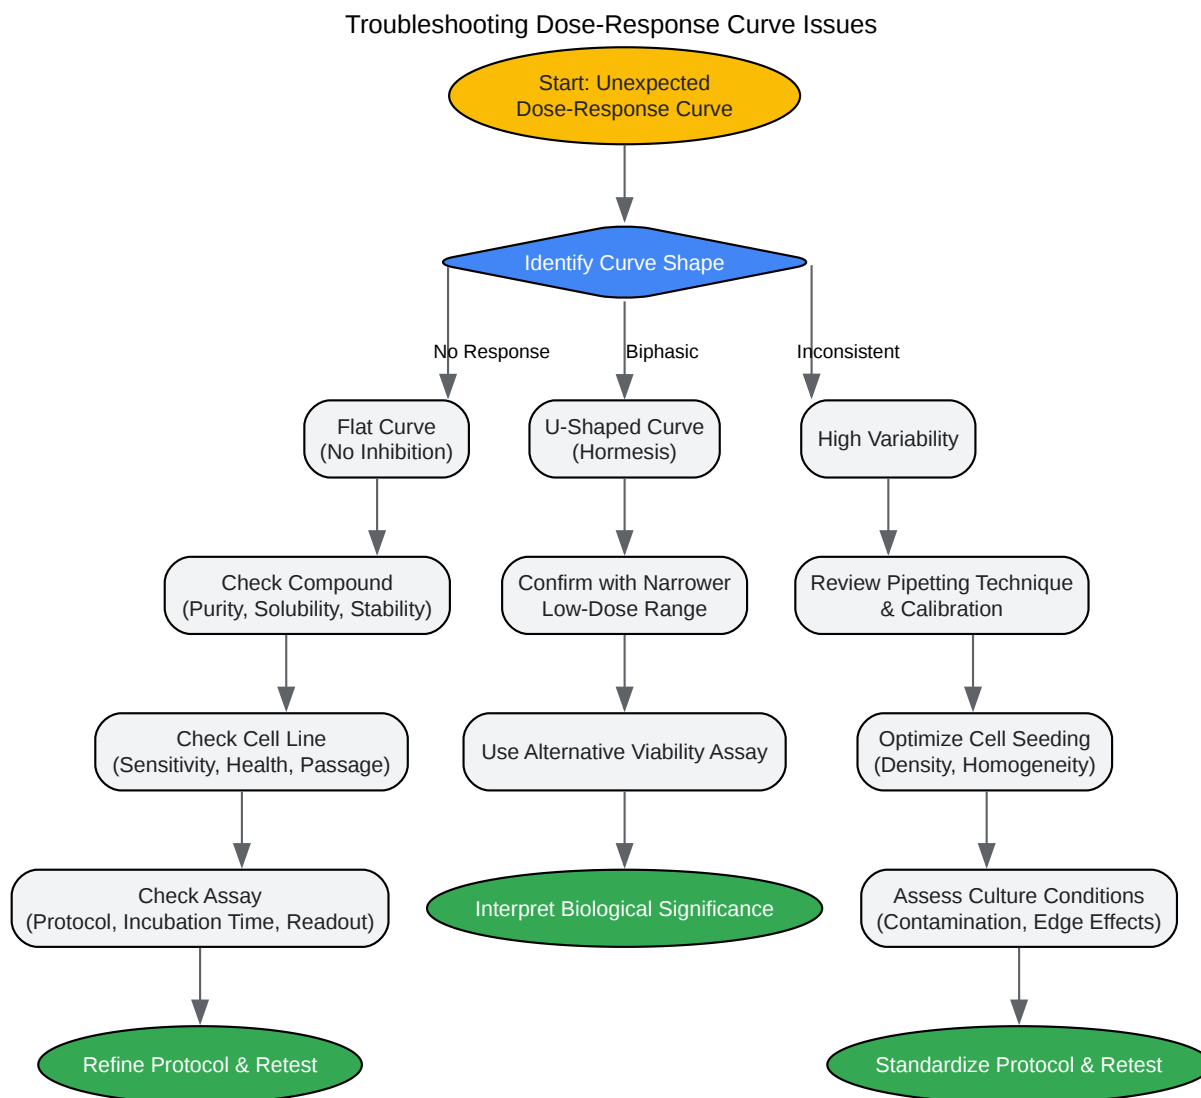 Troubleshooting Dose-Response Curve Issues
Start: Unexpected
Dose-Response Curve
Identify Curve Shape
No Response
Biphasic
Inconsistent
Flat Curve
(No Inhibition)
U-Shaped Curve
(Hormesis)
High Variability
Check Compound
(Purity, Solubility, Stability)
Confirm with Narrower
Low-Dose Range
Review Pipetting Technique
& Calibration
Check Cell Line
(Sensitivity, Health, Passage)
Use Alternative Viability Assay
Optimize Cell Seeding
(Density, Homogeneity)
Check Assay
(Protocol, Incubation Time, Readout)
Interpret Biological Significance
Assess Culture Conditions
(Contamination, Edge Effects)
Refine Protocol & Retest
Standardize Protocol & Retest